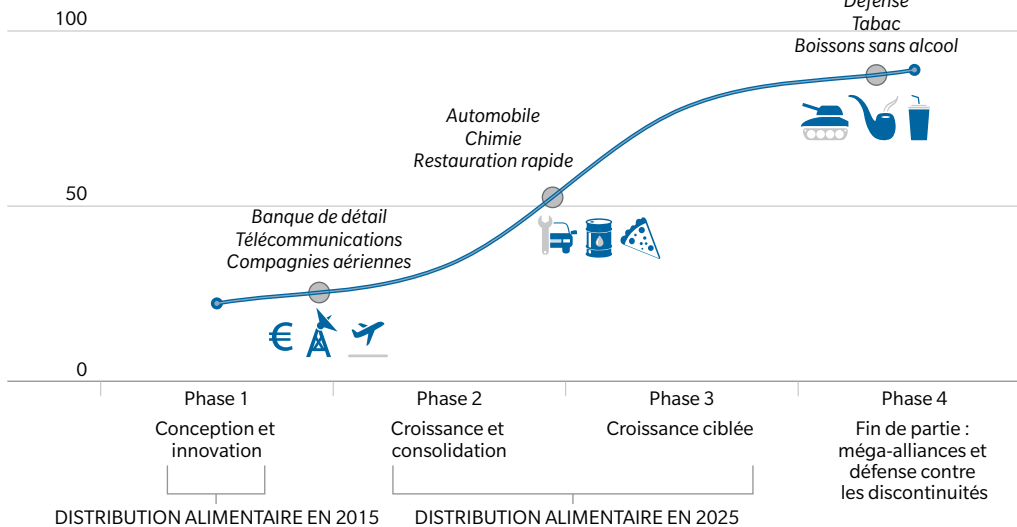 Défense
Tabac
Boissons sans alcool
100
Automobile
Chimie
Restauration rapide
50
Banque de détail
Télécommunications
Compagnies aériennes
€
0
Phase 1
Phase 2
Phase 3
Phase 4
Conception et
innovation
Croissance et
consolidation
Croissance ciblée
Fin de partie :
méga-alliances et
défense contre
les discontinuités
DISTRIBUTION ALIMENTAIRE EN 2015
DISTRIBUTION ALIMENTAIRE EN 2025